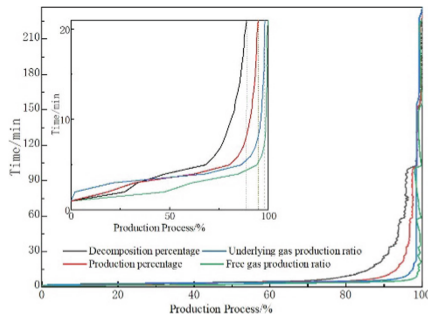 210
180
150
120
90
60
30
0
Time/min
20
10
0
Time/min
0
50
100
Production Process/%
Decomposition percentage
Underlying gas production ratio
Production percentage
Free gas production ratio
0
20
40
60
80
100
Production Process/%